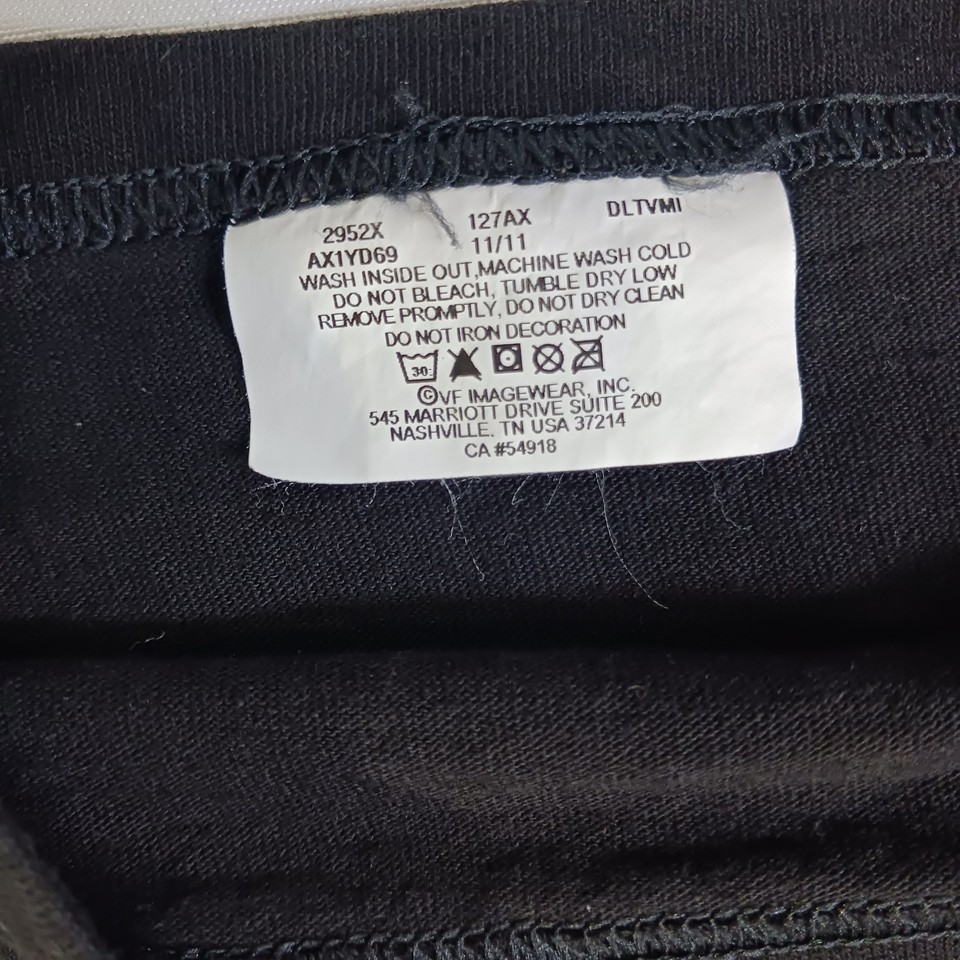 2952X 127AX DLTVMI
AX1YD69 11/11
WASH INSIDE OUT,MACHINE WASH COLD
DO NOT BLEACH, TUMBLE DRY LOW
REMOVE PROMPTLY, DO NOT DRY CLEAN
DO NOT IRON DECORATION
30
©VF IMAGEWEAR, INC.
545 MARRIOTT DRIVE SUITE 200
NASHVILLE. TN USA 37214
CA #54918